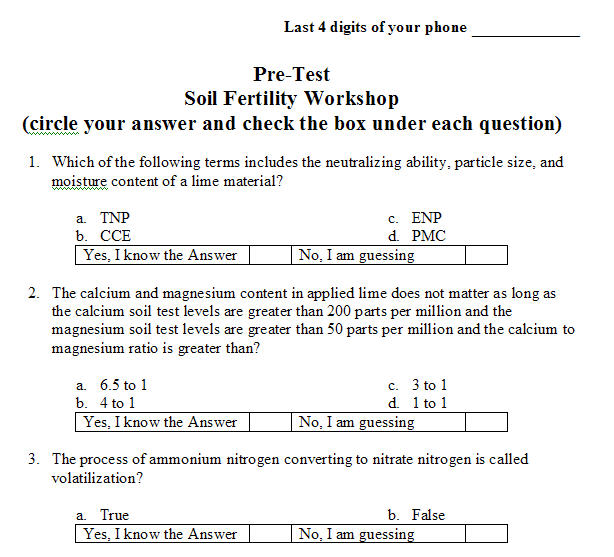 Last 4 digits of your phone ____________
Pre-Test
Soil Fertility Workshop
(circle your answer and check the box under each question)
1. Which of the following terms includes the neutralizing ability, particle size, and
moisture content of a lime material?
a. TNP c. ENP
b. CCE d. PMC
Yes, I know the Answer No, I am guessing
2. The calcium and magnesium content in applied lime does not matter as long as
the calcium soil test levels are greater than 200 parts per million and the
magnesium soil test levels are greater than 50 parts per million and the calcium to
magnesium ratio is greater than?
a. 6.5 to 1 c. 3 to 1
b. 4 to 1 d. 1 to 1
Yes, I know the Answer No, I am guessing
3. The process of ammonium nitrogen converting to nitrate nitrogen is called
volatilization?
a. True b. False
Yes, I know the Answer No, I am guessing